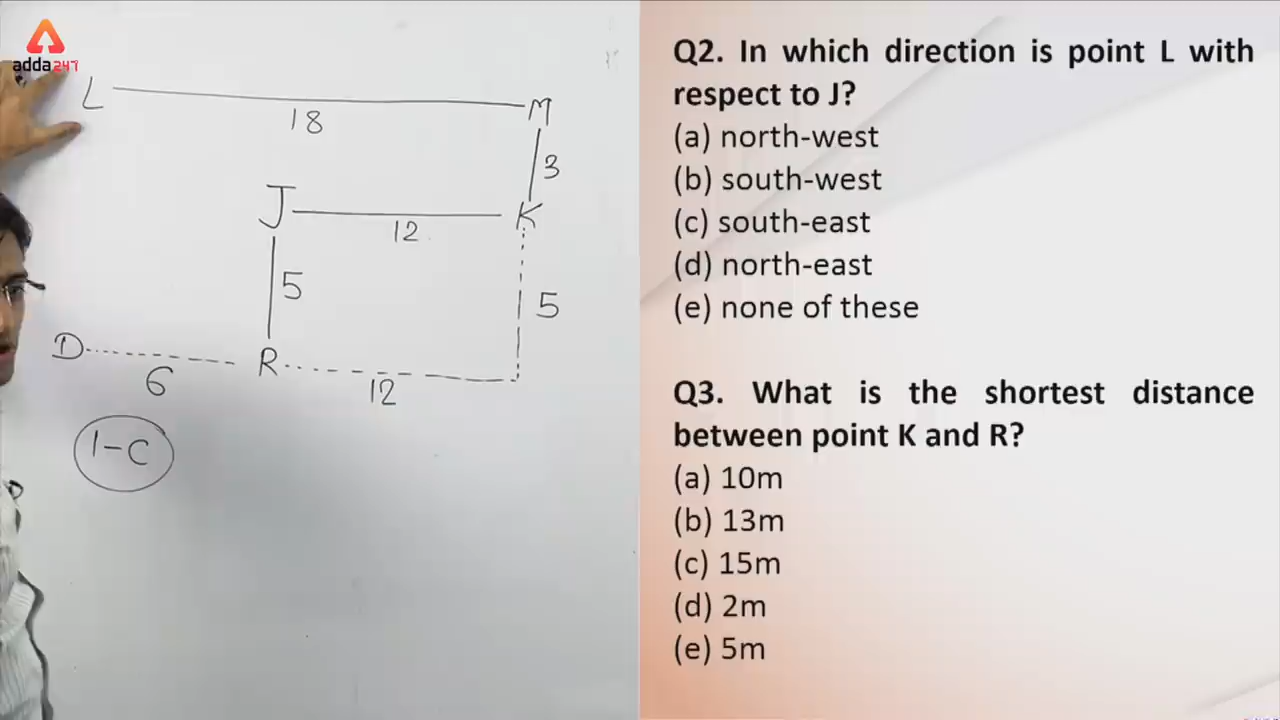 adda247
L
M
18
3
J
K
12
5
5
D
R
6
12
1-C
Q2. In which direction is point L with
respect to J?
(a) north-west
(b) south-west
(c) south-east
(d) north-east
(e) none of these
Q3. What is the shortest distance
between point K and R?
(a) 10m
(b) 13m
(c) 15m
(d) 2m
(e) 5m